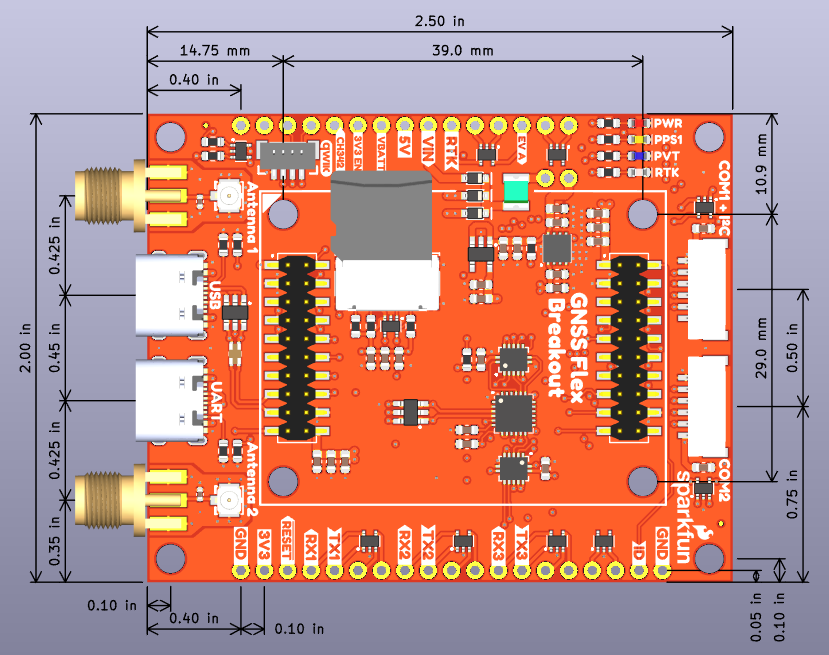 2.50 in
14.75 mm
39.0 mm
0.40 in
QWIIC
CH342
3V3 EN
VBATT
5V
VIN
RTK
EVT A
PWR
PPS1
PVT
RTK
10.9 mm
Antenna 1
COM1 + I2C
0.425 in
USB
GNSS Flex
Breakout
2.00 in
0.45 in
29.0 mm
0.50 in
UART
0.425 in
Antenna 2
COM2
sparkfun
0.75 in
0.35 in
GND
3V3
RESET
RX1
TX1
RX2
TX2
RX3
TX3
ID
GND
0.10 in
0.40 in
0.10 in
0.05 in
0.10 in